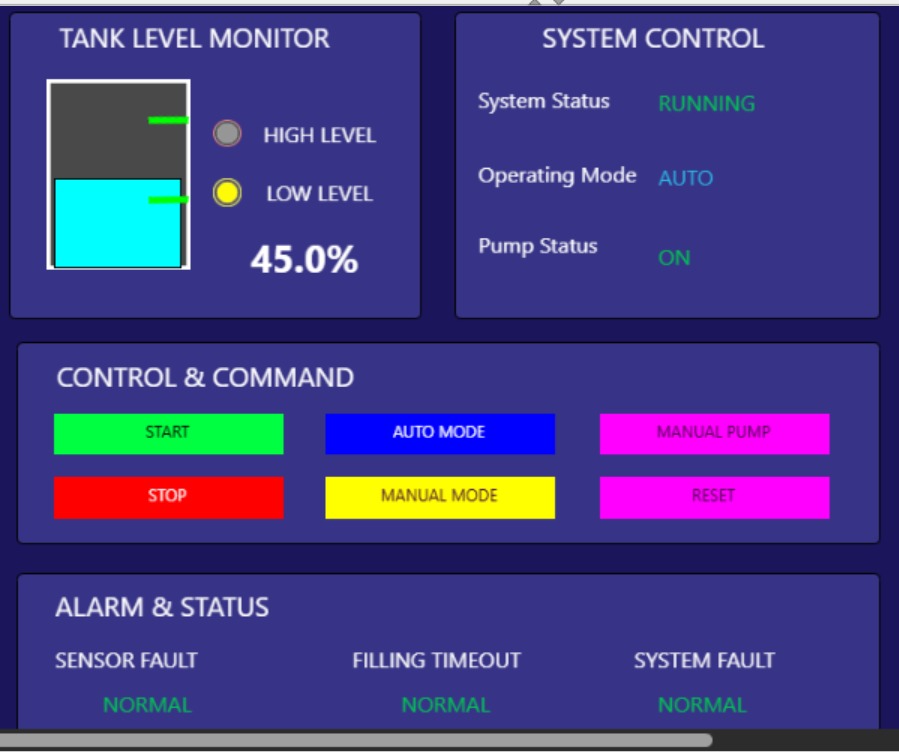 TANK LEVEL MONITOR
HIGH LEVEL
LOW LEVEL
45.0%
SYSTEM CONTROL
System Status RUNNING
Operating Mode AUTO
Pump Status ON
CONTROL & COMMAND
START AUTO MODE MANUAL PUMP
STOP MANUAL MODE RESET
ALARM & STATUS
SENSOR FAULT FILLING TIMEOUT SYSTEM FAULT
NORMAL NORMAL NORMAL